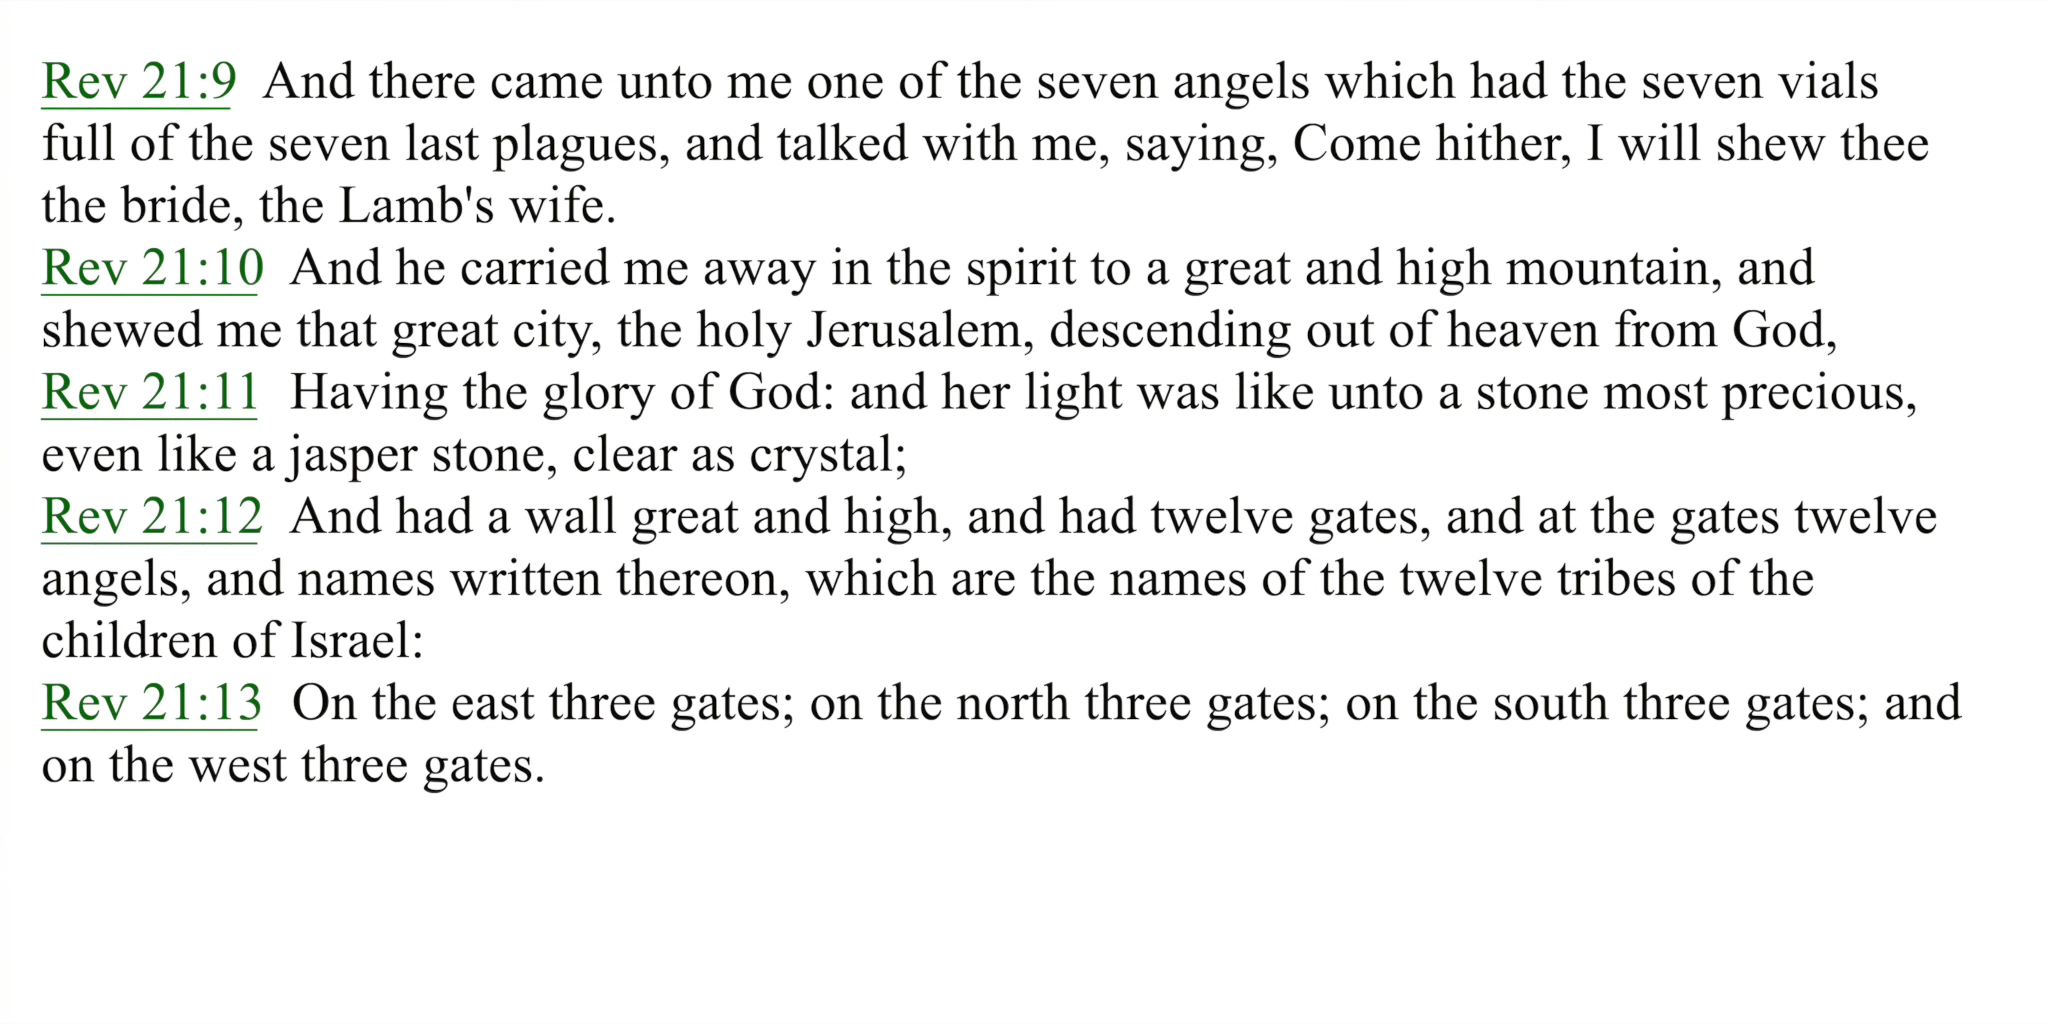 Rev 21:9  And there came unto me one of the seven angels which had the seven vials
full of the seven last plagues, and talked with me, saying, Come hither, I will shew thee
the bride, the Lamb's wife.
Rev 21:10  And he carried me away in the spirit to a great and high mountain, and
shewed me that great city, the holy Jerusalem, descending out of heaven from God,
Rev 21:11  Having the glory of God: and her light was like unto a stone most precious,
even like a jasper stone, clear as crystal;
Rev 21:12  And had a wall great and high, and had twelve gates, and at the gates twelve
angels, and names written thereon, which are the names of the twelve tribes of the
children of Israel:
Rev 21:13  On the east three gates; on the north three gates; on the south three gates; and
on the west three gates.